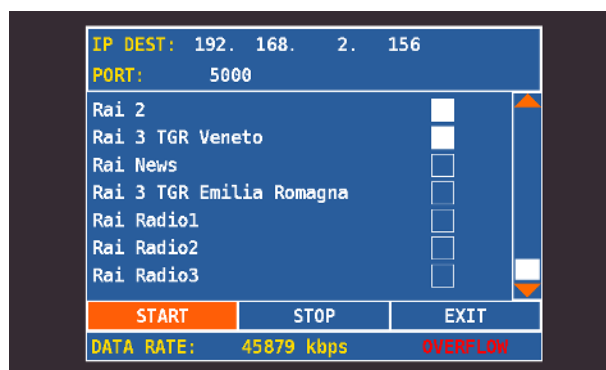 IP DEST: 192. 168. 2. 156
PORT: 5000
Rai 2
Rai 3 TGR Veneto
Rai News
Rai 3 TGR Emilia Romagna
Rai Radio1
Rai Radio2
Rai Radio3
START STOP EXIT
DATA RATE: 45879 kbps OVERFLOW